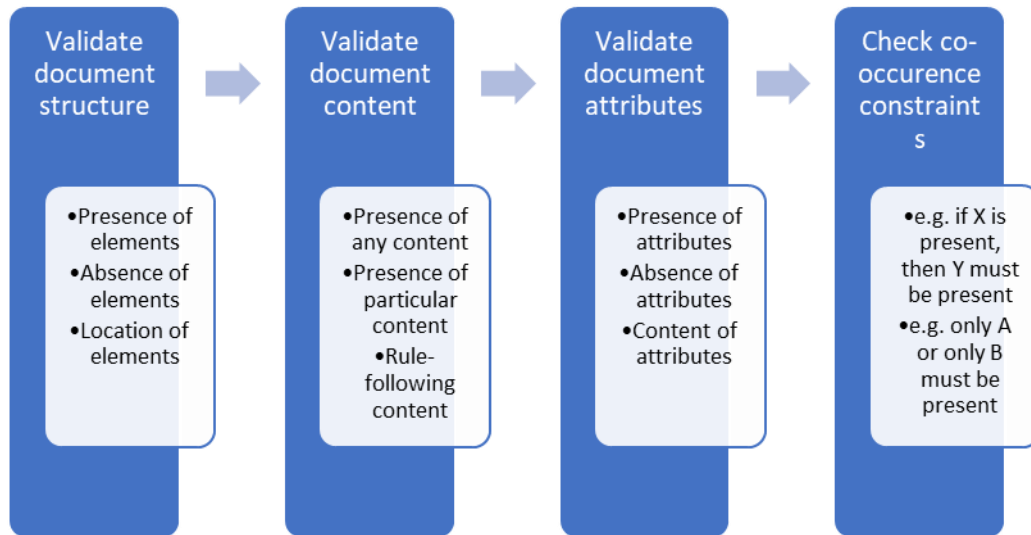 Validate
document
structure
•Presence of
elements
•Absence of
elements
•Location of
elements
Validate
document
content
•Presence of
any content
•Presence of
particular
content
•Rule-
following
content
Validate
document
attributes
•Presence of
attributes
•Absence of
attributes
•Content of
attributes
Check co-
occurence
constraint
s
•e.g. if X is
present,
then Y must
be present
•e.g. only A
or only B
must be
present